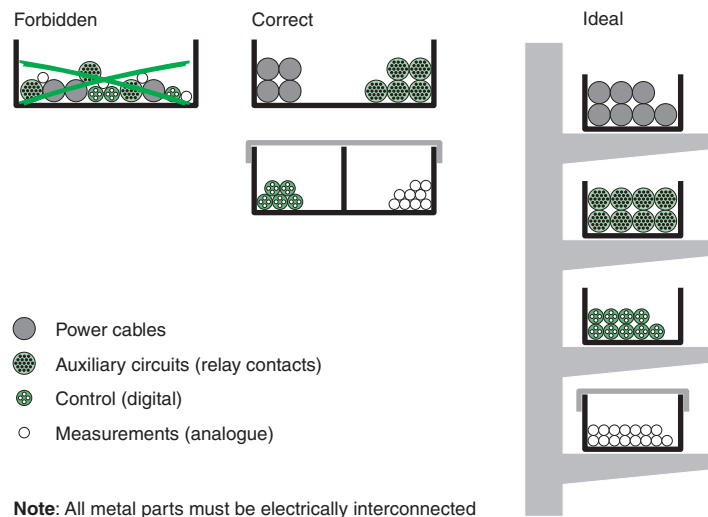 Forbidden
Correct
Ideal
Power cables
Auxiliary circuits (relay contacts)
Control (digital)
Measurements (analogue)
Note: All metal parts must be electrically interconnected